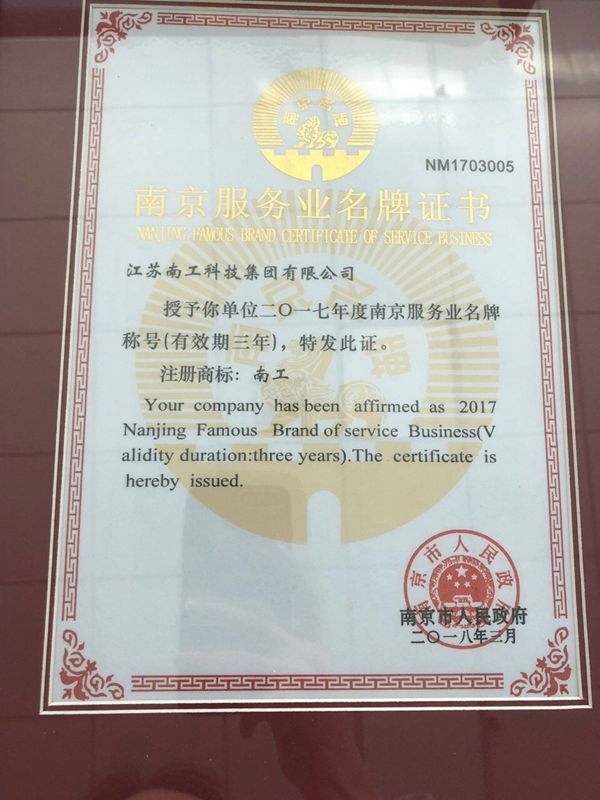 南京名牌
NM1703005
南京服务业名牌证书
NANJING FAMOUS BRAND CERTIFICATE OF SERVICE BUSINESS
江苏南工科技集团有限公司
授予你单位二〇一七年度南京服务业名牌
称号(有效期三年)，特发此证。
注册商标：南工
Your company has been affirmed as 2017
Nanjing Famous Brand of service Business(V
alidity duration:three years).The certificate is
hereby issued.
南京市人民政府
南京市人民政府
二〇一八年三月